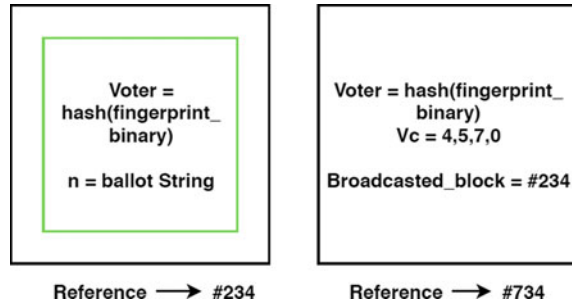 Voter =
hash(fingerprint_
binary)
n = ballot String
Reference → #234
Voter = hash(fingerprint_
binary)
Vc = 4,5,7,0
Broadcasted_block = #234
Reference → #734